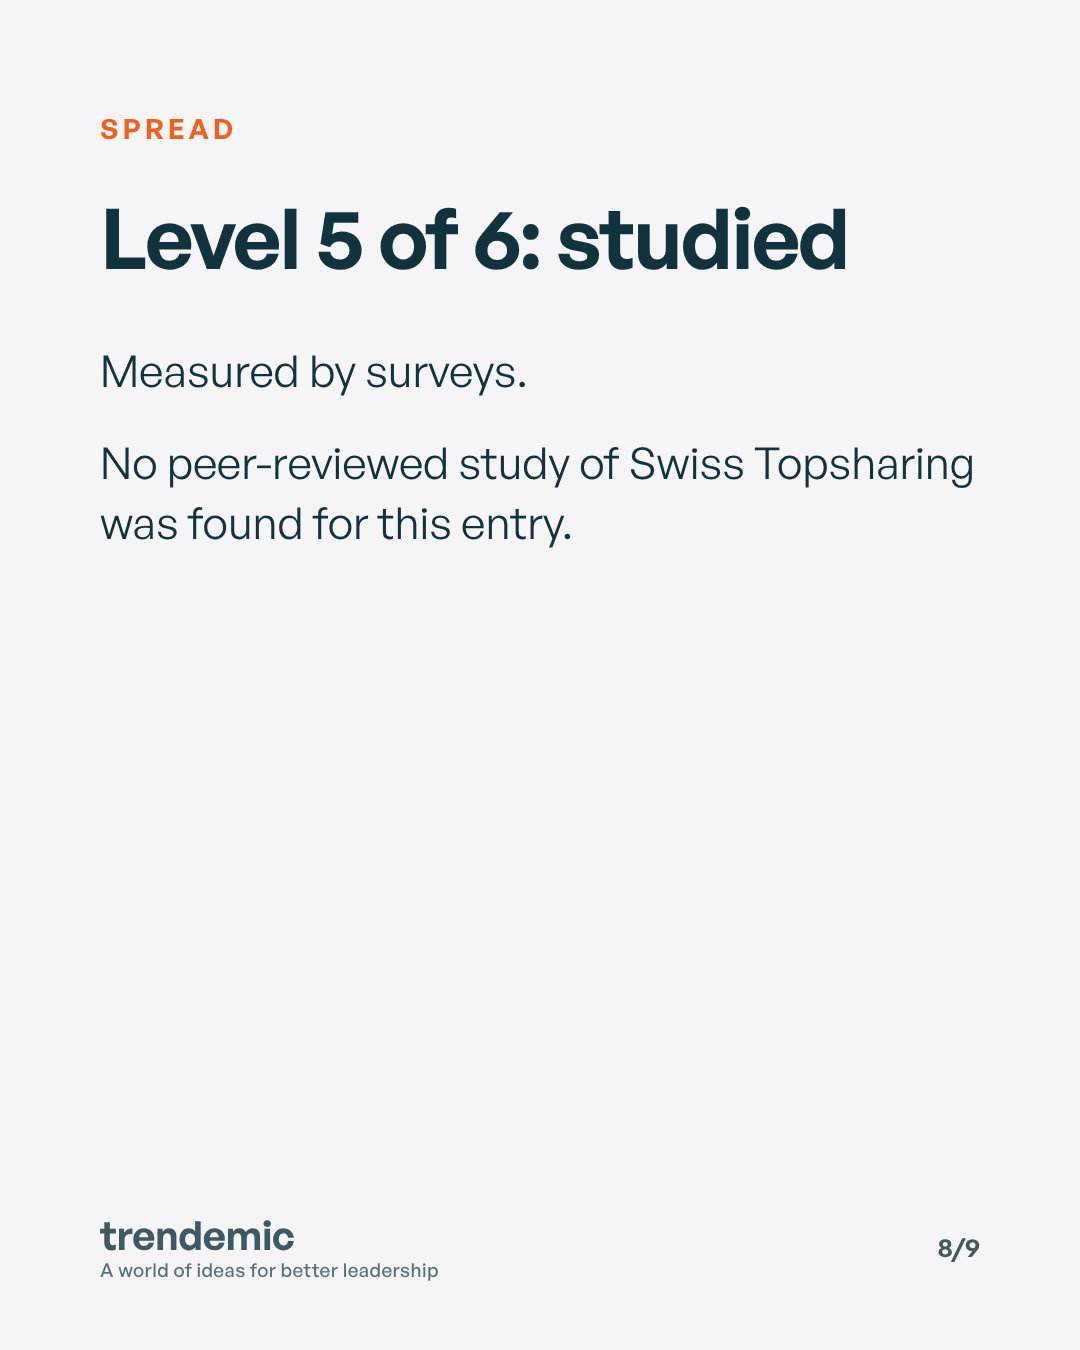 SPREAD
Level 5 of 6: studied
Measured by surveys.
No peer-reviewed study of Swiss Topsharing
was found for this entry.
trendemic
A world of ideas for better leadership
8/9